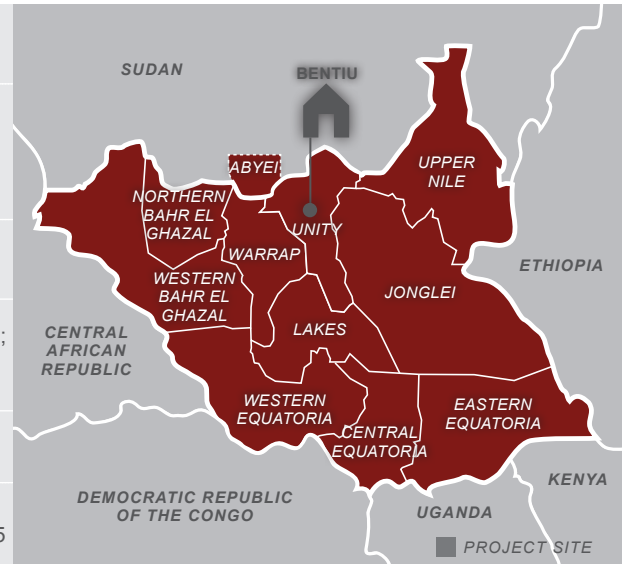 SUDAN
BENTIU
ABYEI
UPPER
NILE
NORTHERN
BAHR EL
GHAZAL
UNITY
WARRAP
ETHIOPIA
WESTERN
BAHR EL
GHAZAL
JONGLEI
;
CENTRAL
AFRICAN
REPUBLIC
LAKES
WESTERN
EQUATORIA
EASTERN
EQUATORIA
CENTRAL
EQUATORIA
KENYA
DEMOCRATIC REPUBLIC
OF THE CONGO
UGANDA
5
PROJECT SITE